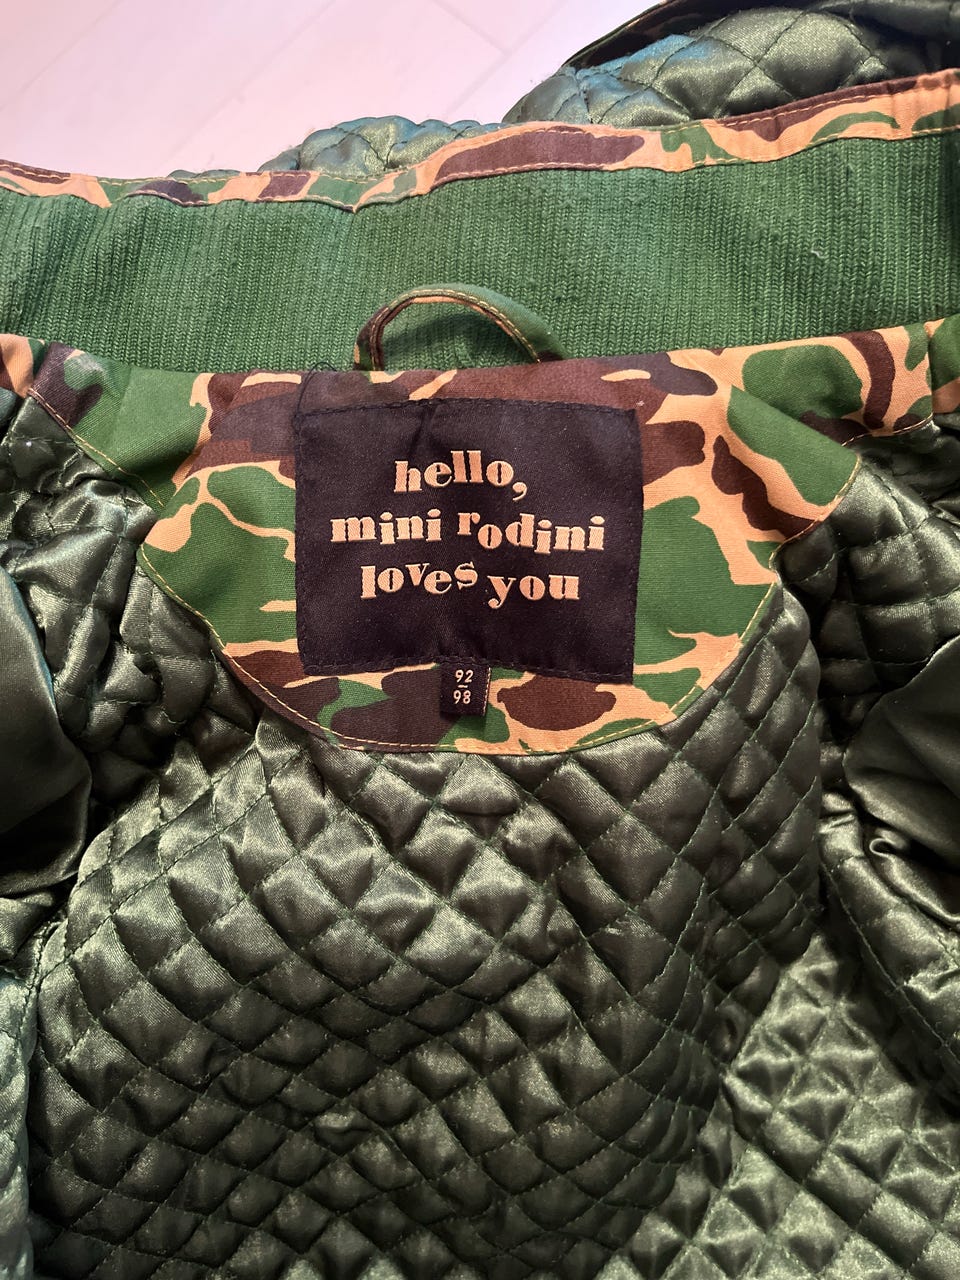 hello,
mini rodini
loves you
92
98